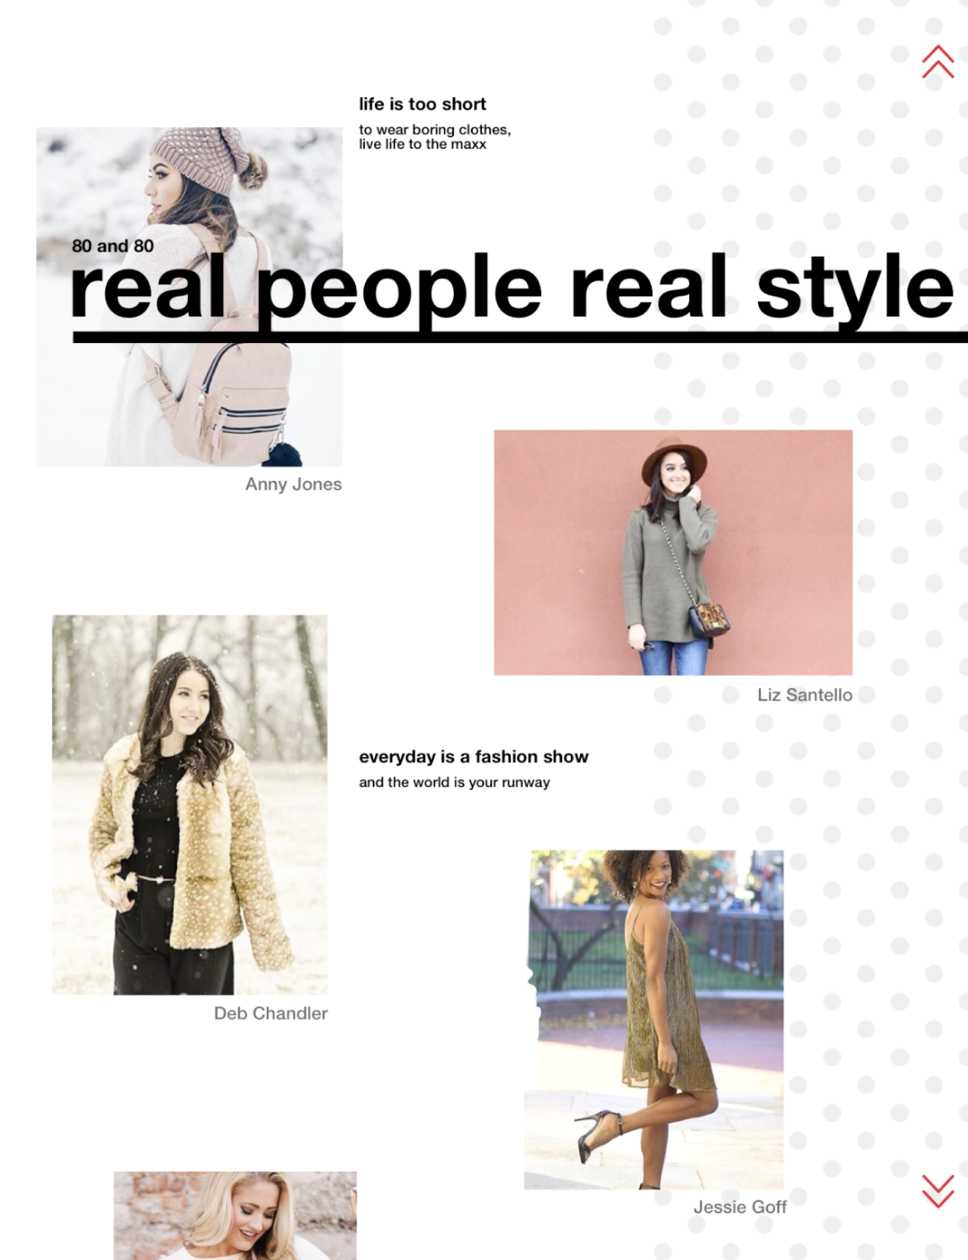 life is too short
to wear boring clothes,
live life to the maxx
80 and 80
real people real style
Anny Jones
Liz Santello
everyday is a fashion show
and the world is your runway
Deb Chandler
Jessie Goff